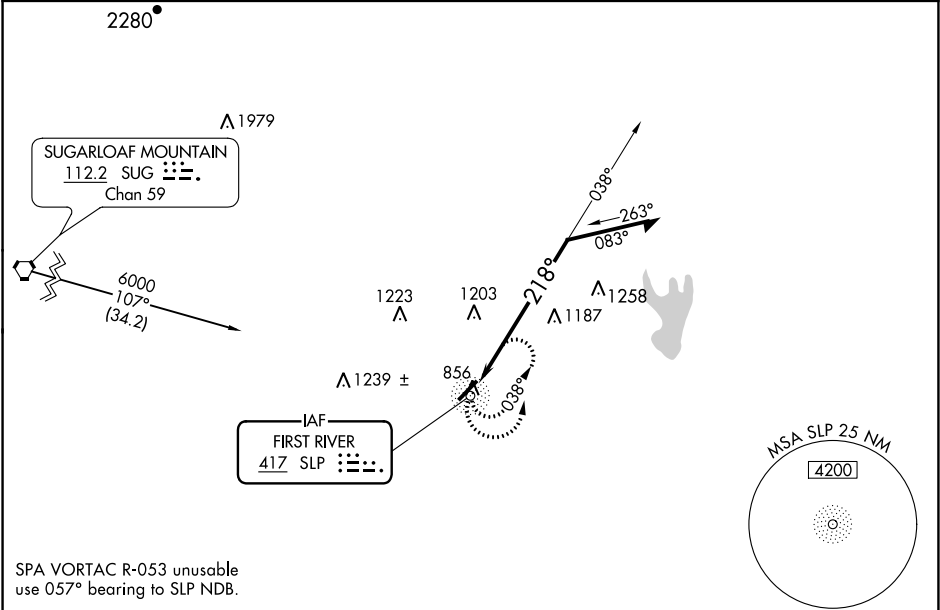 2280
1979
SUGARLOAF MOUNTAIN
112.2 SUG
Chan 59
038°
263°
083°
6000
107°
(34.2)
218°
1223
1203
1258
1187
1239 ±
856
038°
IAF
FIRST RIVER
417 SLP
MSA SLP 25 NM
4200
SPA VORTAC R-053 unusable
use 057° bearing to SLP NDB.